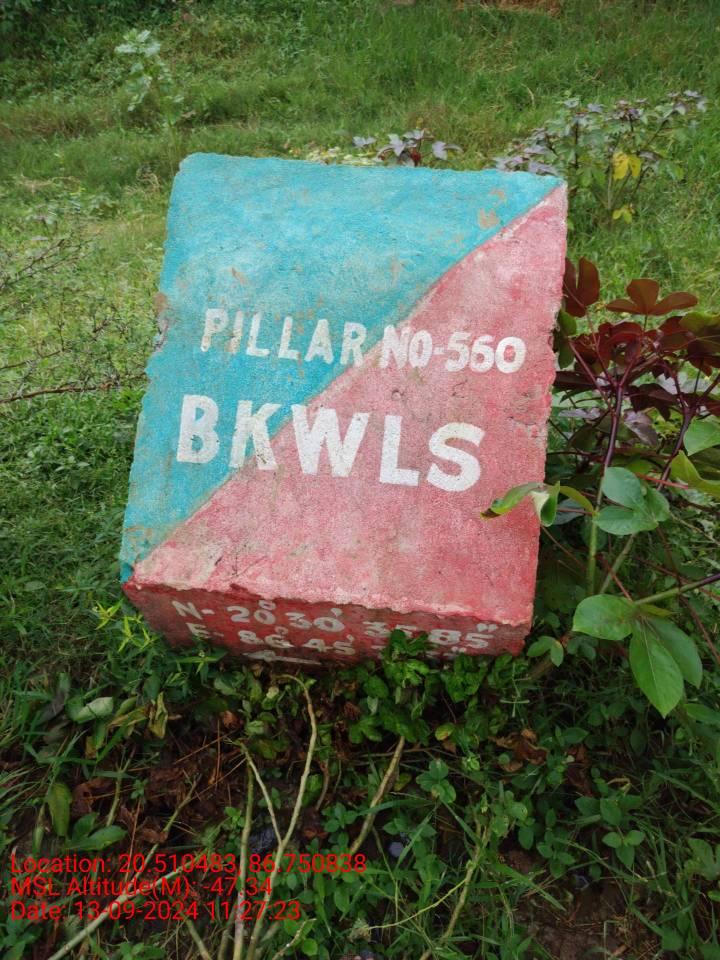 PILLAR NO-560
BKWLS
N- 20° 30' 35.85"
E- 86° 45'
Location: 20.510483, 86.750838
MSL Altitude(M): -47.34
Date: 13-09-2024 11:27:23